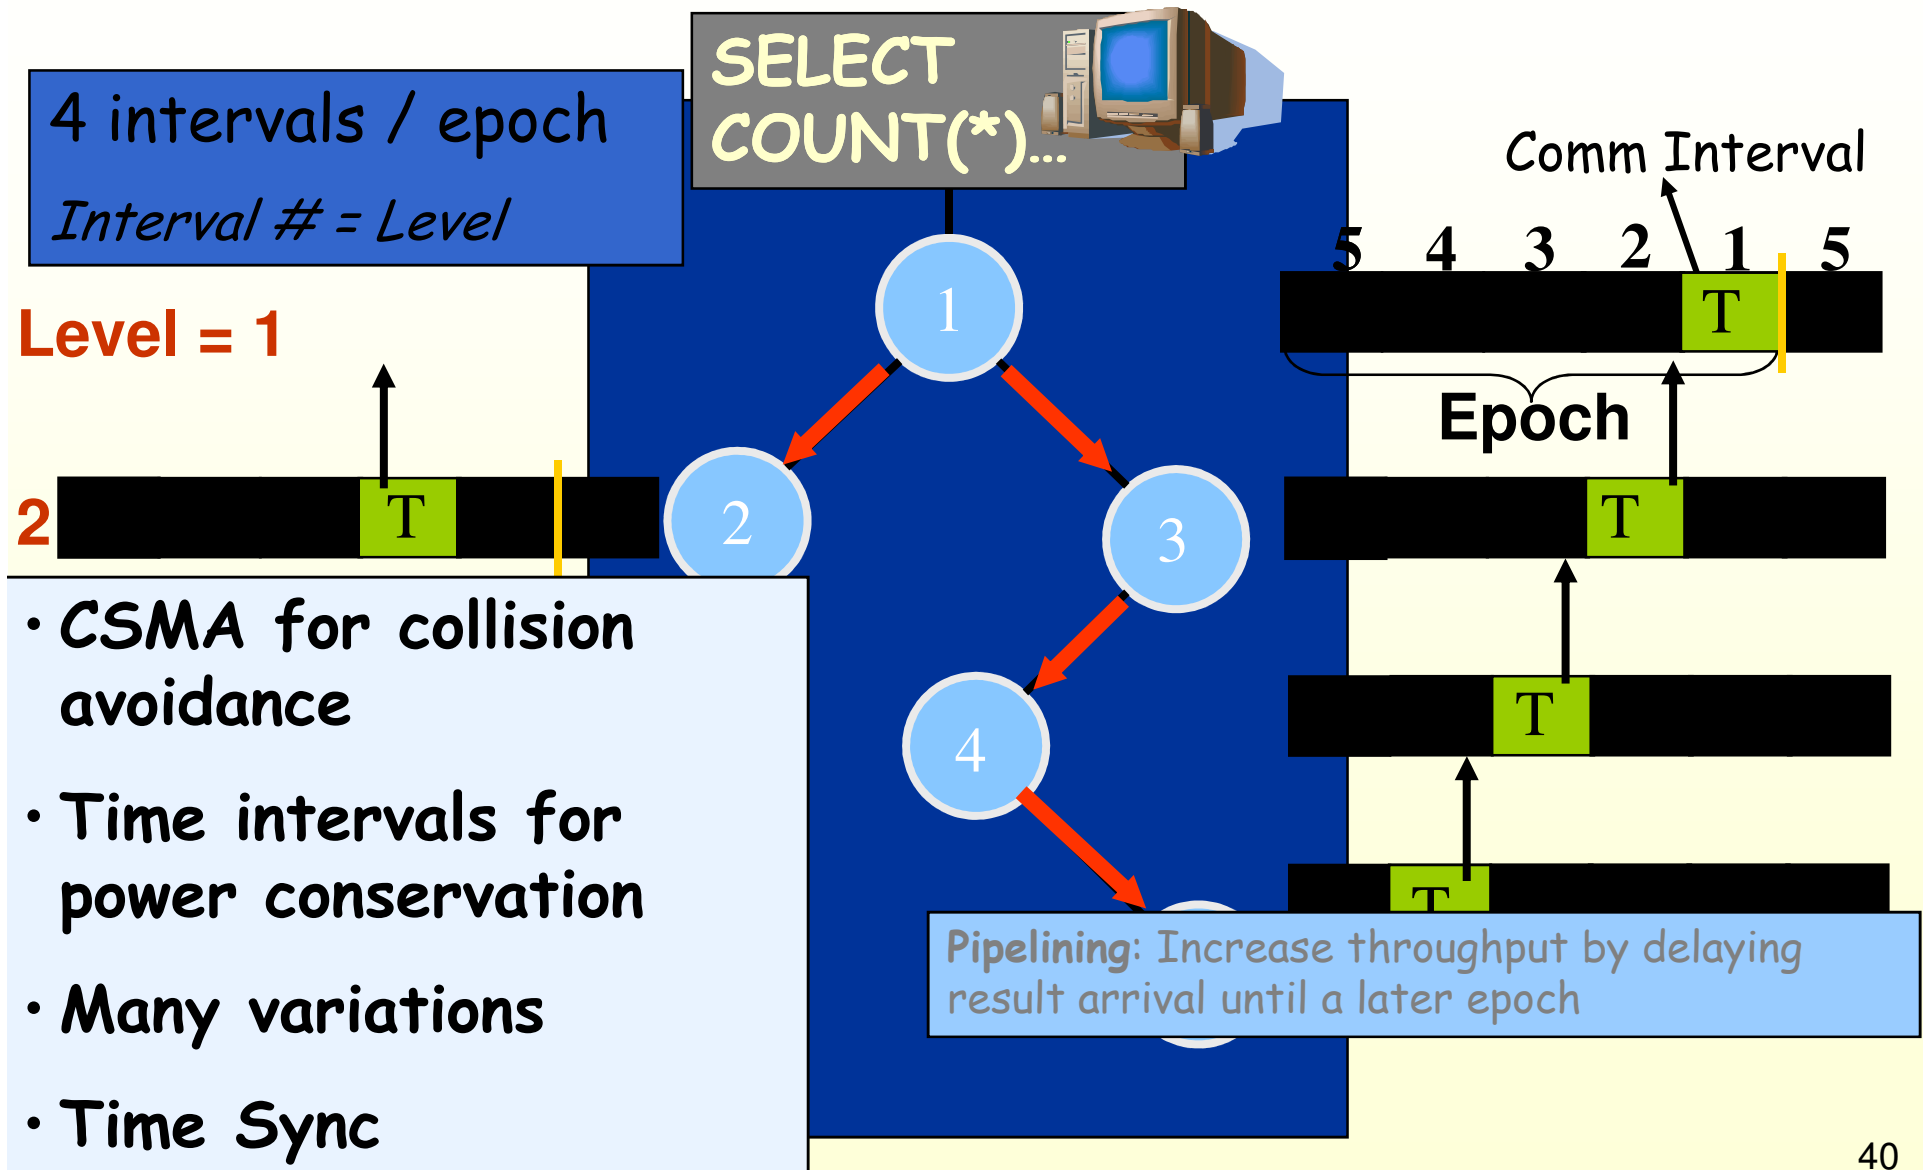 SELECT
COUNT(*)...
4 intervals / epoch
Interval # = Level
Comm Interval
5 4 3 2 1 5
T
Level = 1
Epoch
1
2
T
2
3
T
T
4
T
• CSMA for collision
avoidance
• Time intervals for
power conservation
• Many variations
• Time Sync
Pipelining: Increase throughput by delaying
result arrival until a later epoch
40